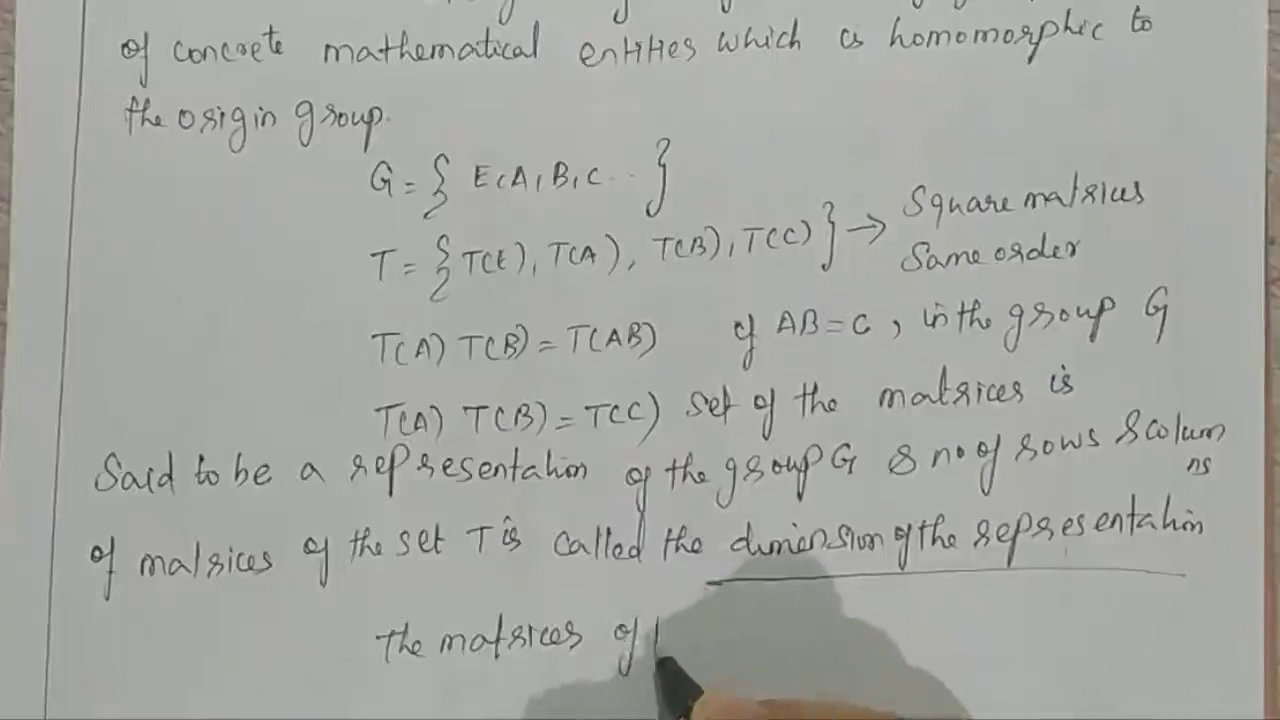 of concrete mathematical entities which is homomorphic to
the origin group.
G = { E, A, B, C ... }
T = { T(E), T(A), T(B), T(C) } → Square matrices
Same order
T(A) T(B) = T(AB) if AB = C, in the group G
T(A) T(B) = T(C) set of the matrices is
Said to be a representation of the group G & no of rows & colum
ns
of matrices of the set T is called the dimension of the representation
The matrices of